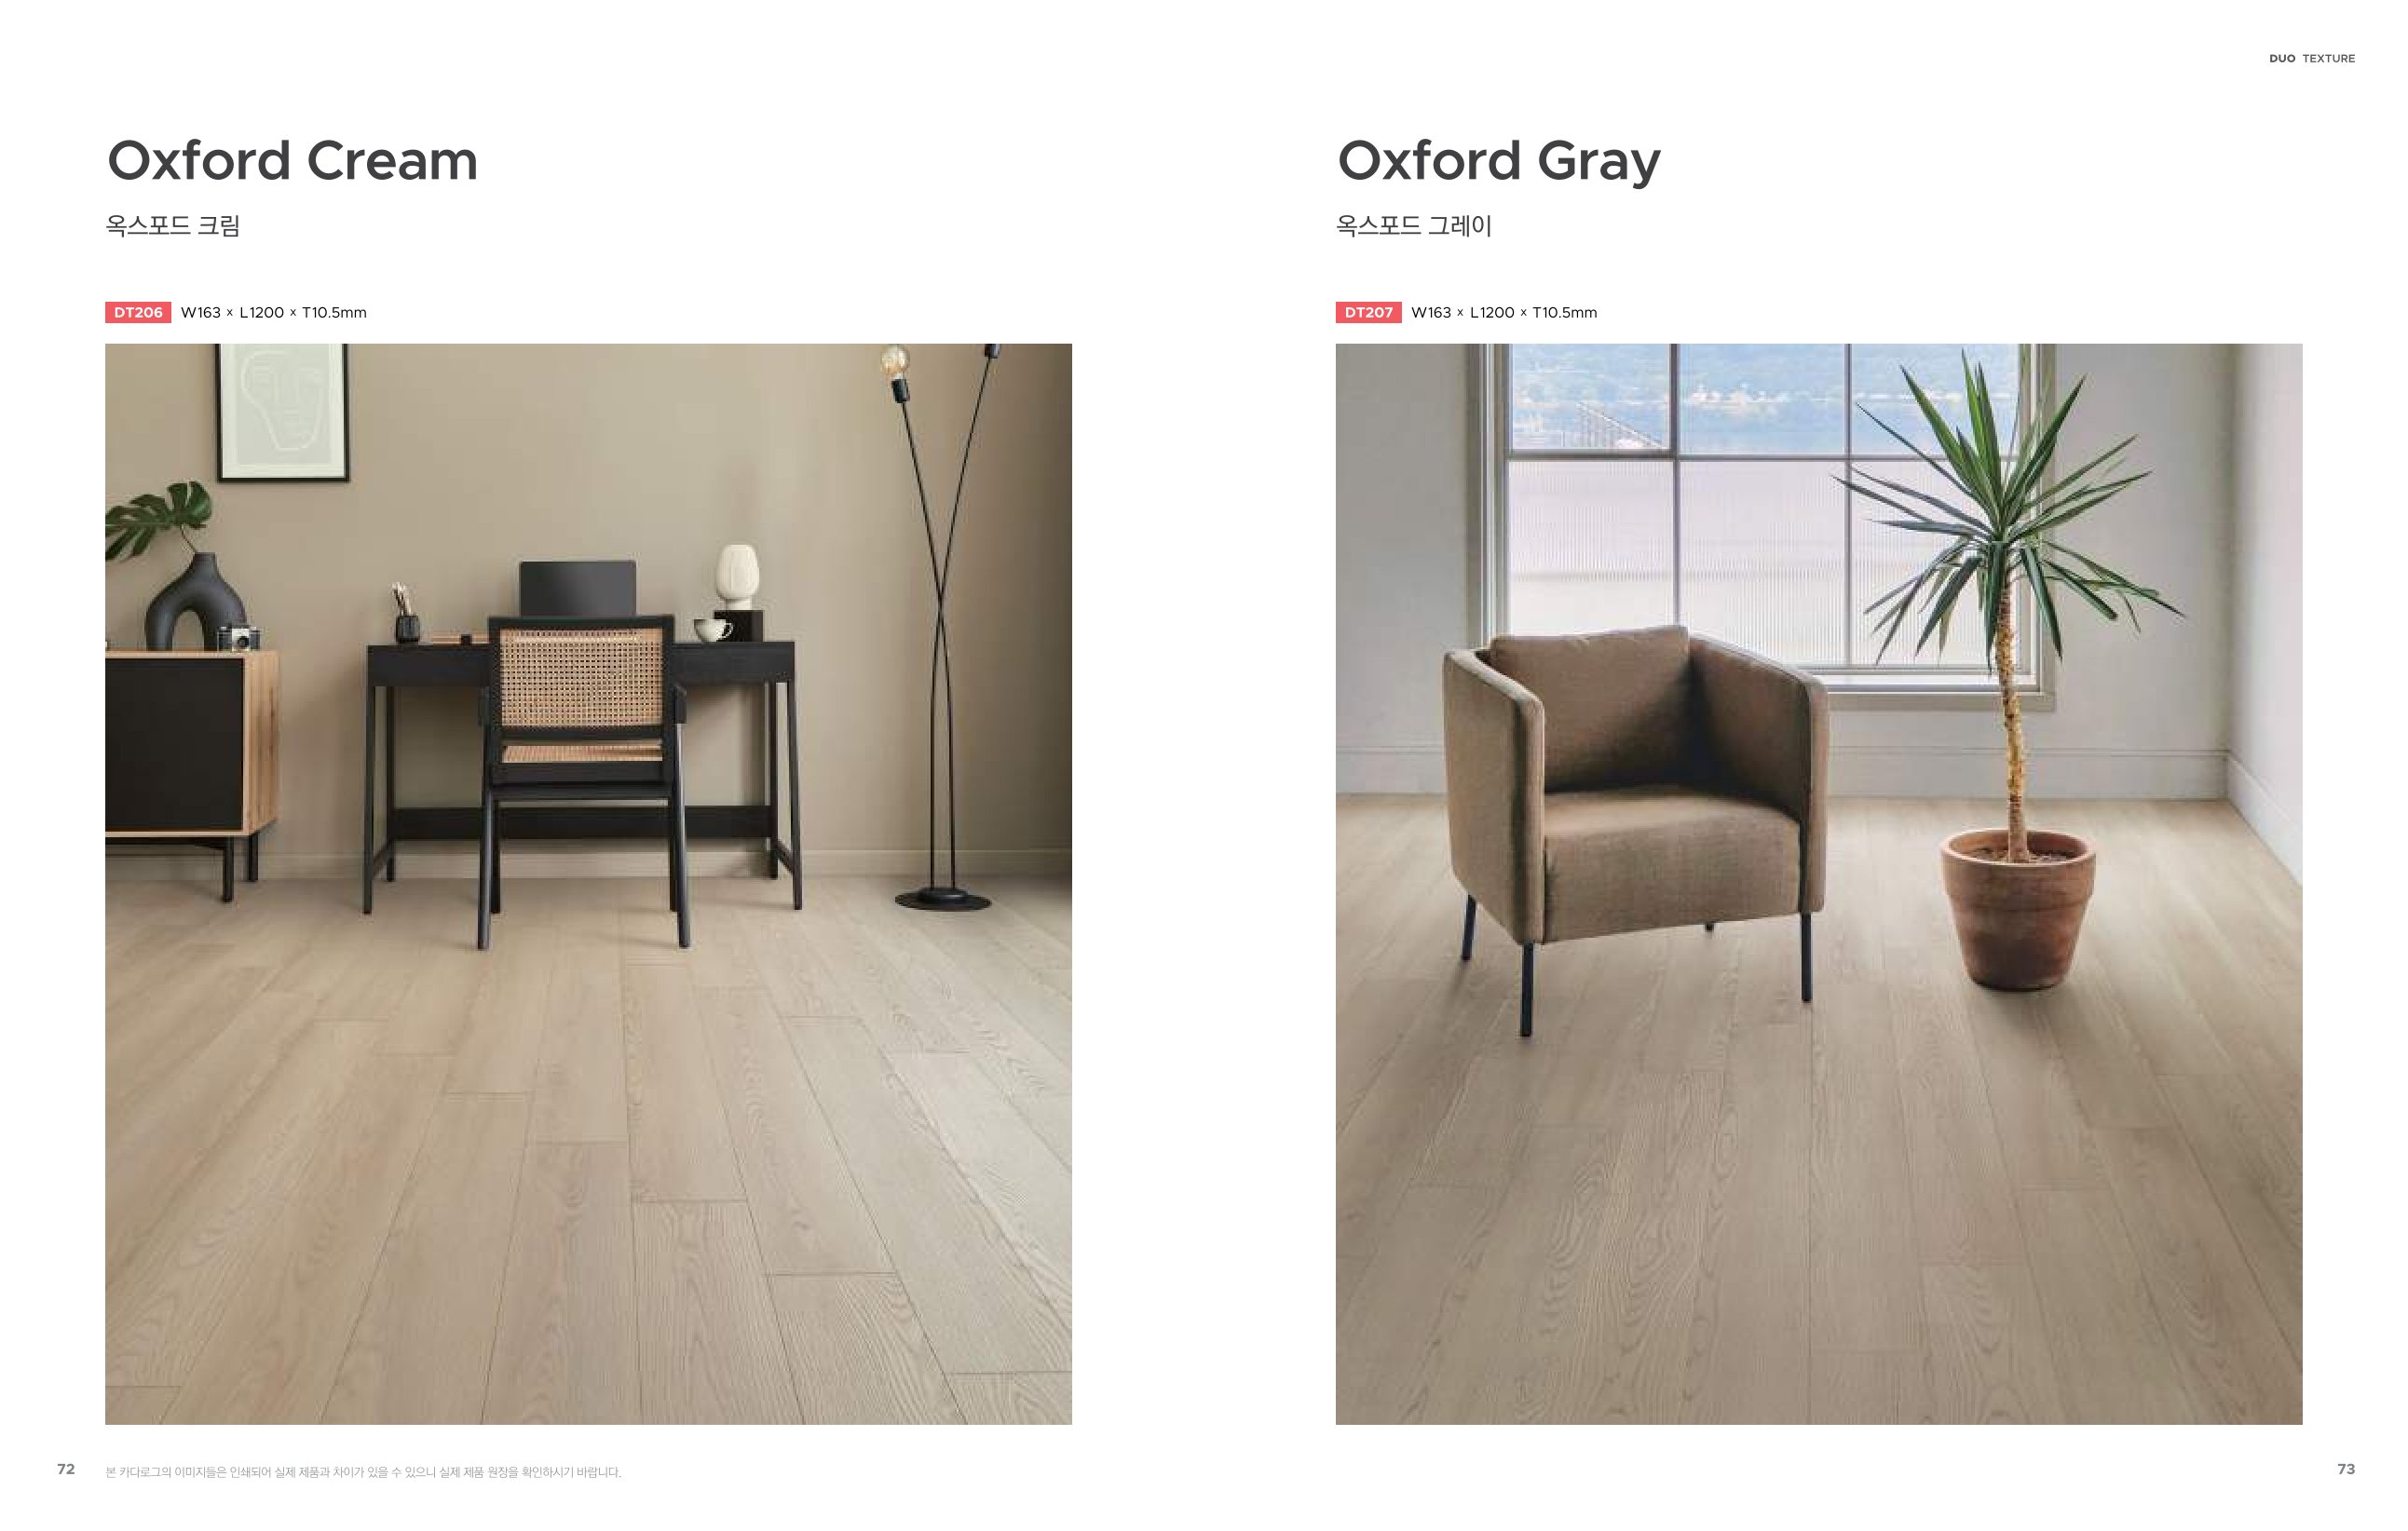 DUO TEXTURE
Oxford Cream
옥스포드 크림
DT206 W163 × L1200 × T10.5mm
Oxford Gray
옥스포드 그레이
DT207 W163 × L1200 × T10.5mm
72 본 카다로그의 이미지들은 인쇄되어 실제 제품과 차이가 있을 수 있으니 실제 제품 원장을 확인하시기 바랍니다.
73